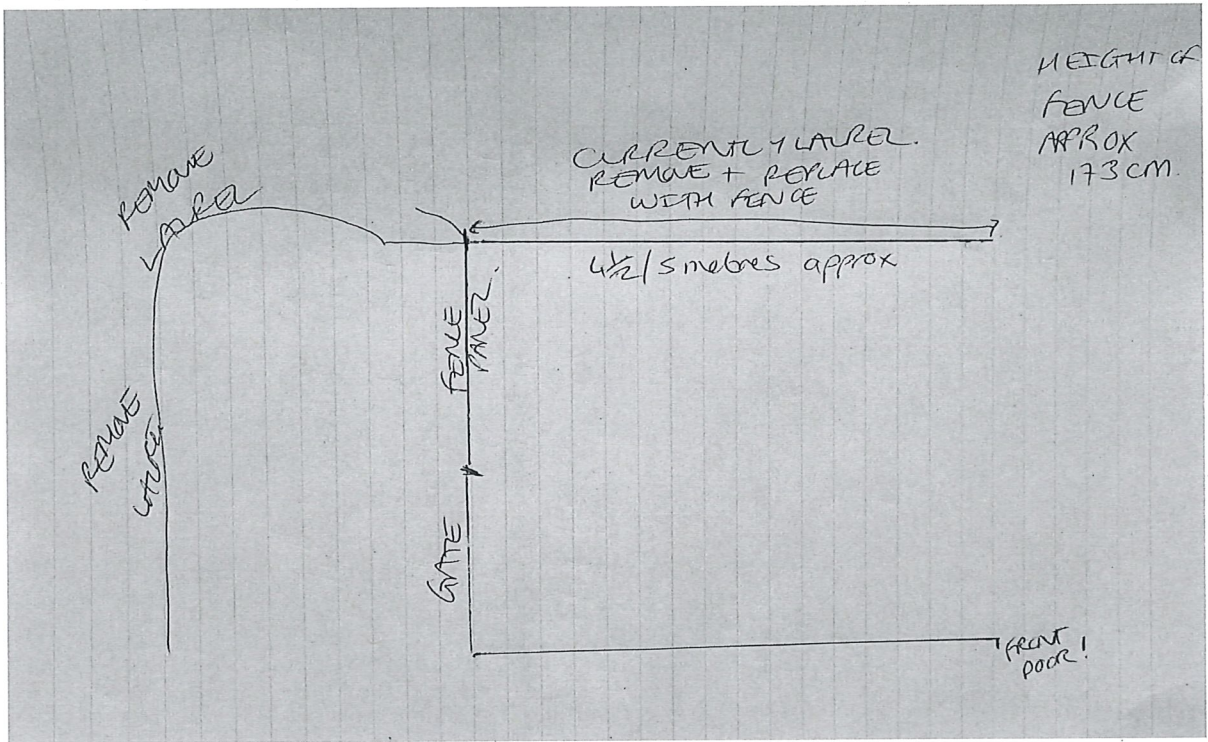 HEIGHT OF
FENCE
APPROX
173 CM.
CURRENTLY LAUREL.
REMOVE + REPLACE
WITH FENCE
4½/5 metres approx
REMOVE
LAUREL
REMOVE
LAUREL
FENCE
PANEL.
GATE
FRONT
DOOR!